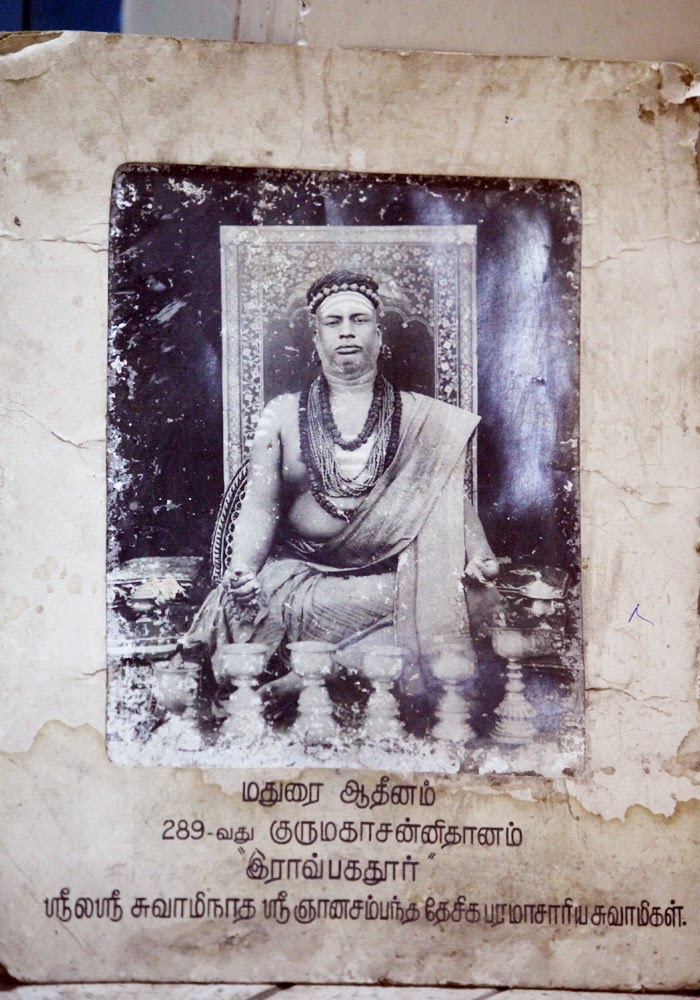 மதுரை ஆதீனம்
289-வது குருமகாசன்னிதானம்
"இராவ்பகதூர்"
ஸ்ரீலஸ்ரீ சுவாமிநாத ஸ்ரீ ஞானசம்பந்த தேசிக பரமாசாரிய சுவாமிகள்.